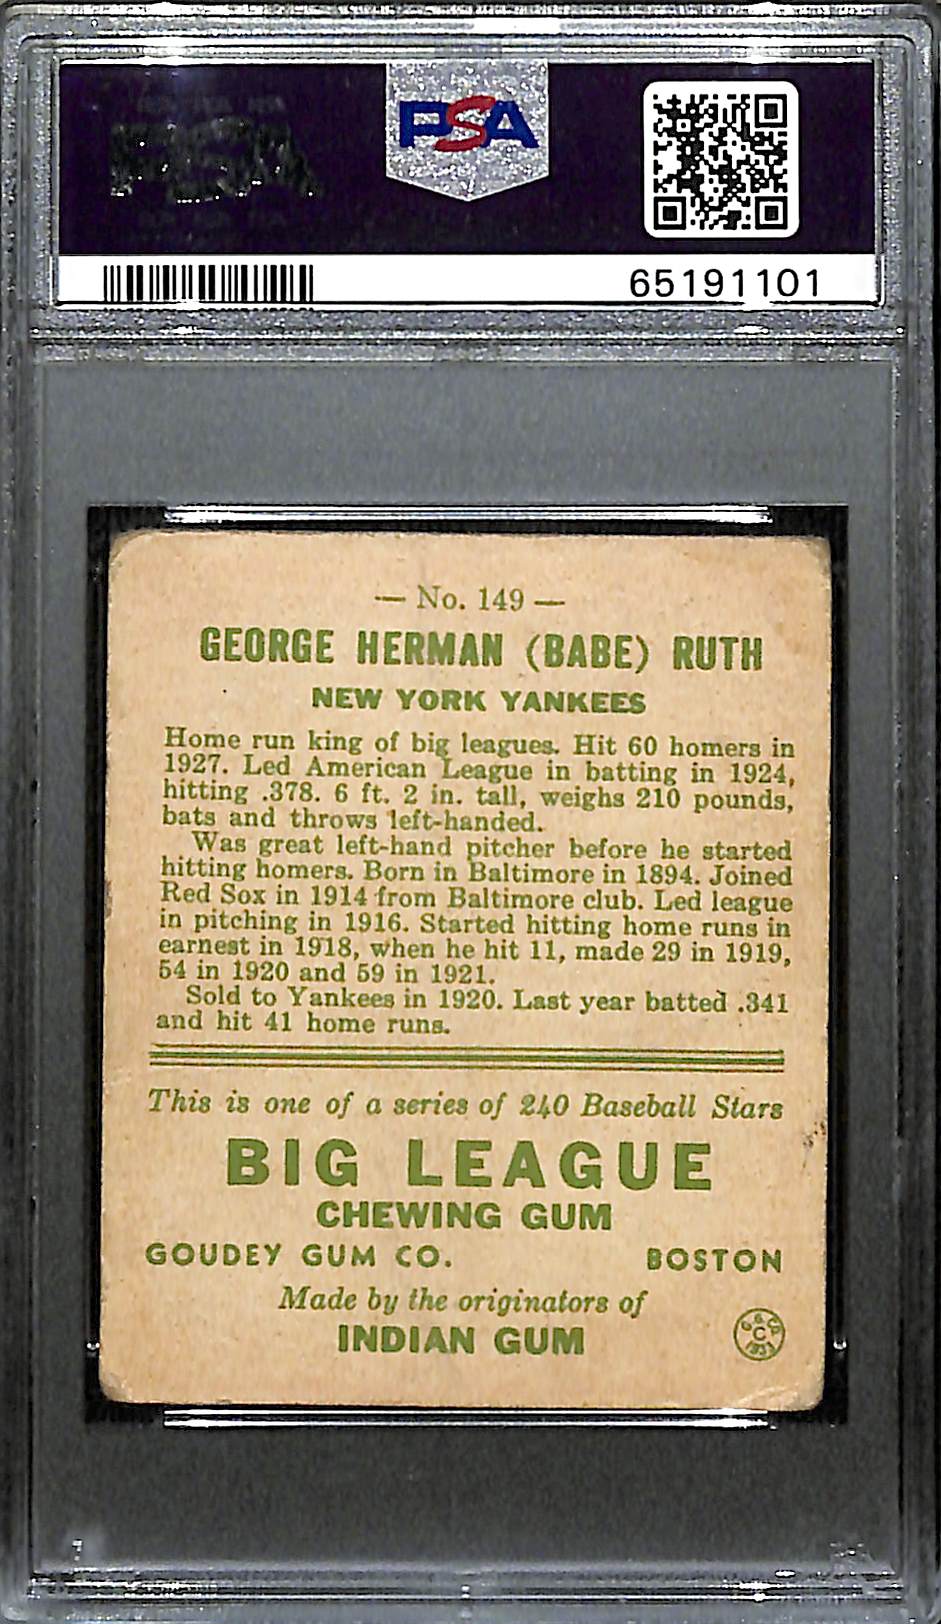 PSA
65191101
— No. 149 —
GEORGE HERMAN (BABE) RUTH
NEW YORK YANKEES
Home run king of big leagues. Hit 60 homers in
1927. Led American League in batting in 1924,
hitting .378. 6 ft. 2 in. tall, weighs 210 pounds,
bats and throws left-handed.
Was great left-hand pitcher before he started
hitting homers. Born in Baltimore in 1894. Joined
Red Sox in 1914 from Baltimore club. Led league
in pitching in 1916. Started hitting home runs in
earnest in 1918, when he hit 11, made 29 in 1919,
54 in 1920 and 59 in 1921.
Sold to Yankees in 1920. Last year batted .341
and hit 41 home runs.
This is one of a series of 240 Baseball Stars
BIG LEAGUE
CHEWING GUM
GOUDEY GUM CO. BOSTON
Made by the originators of
INDIAN GUM
C
1933